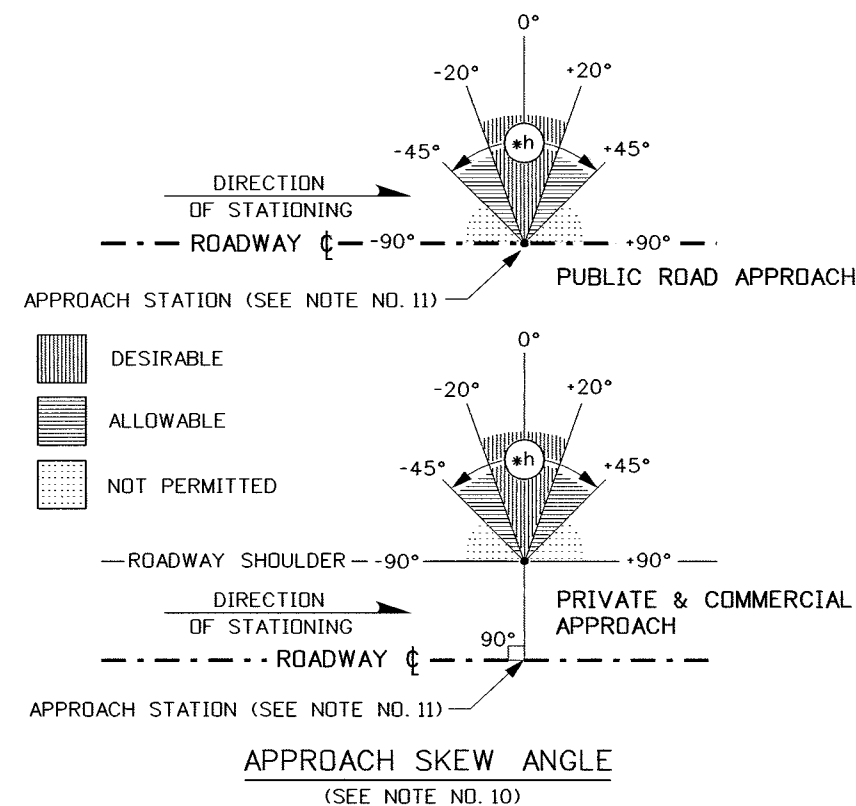 0°
-20°
+20°
*h
-45°
+45°
DIRECTION
OF STATIONING
ROADWAY ℄
-90°
+90°
PUBLIC ROAD APPROACH
APPROACH STATION (SEE NOTE NO. 11)
DESIRABLE
ALLOWABLE
NOT PERMITTED
0°
-20°
+20°
*h
-45°
+45°
ROADWAY SHOULDER
-90°
+90°
DIRECTION
OF STATIONING
PRIVATE & COMMERCIAL
APPROACH
90°
ROADWAY ℄
APPROACH STATION (SEE NOTE NO. 11)
APPROACH SKEW ANGLE
(SEE NOTE NO. 10)